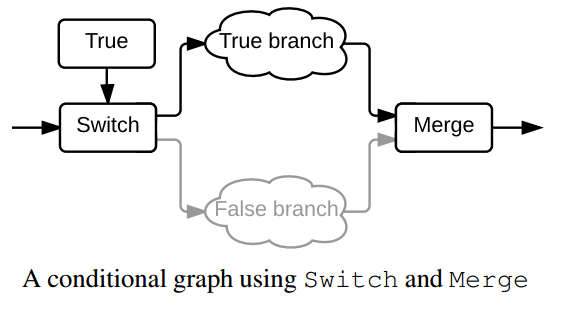 True
True branch
Switch
Merge
False branch
A conditional graph using Switch and Merge